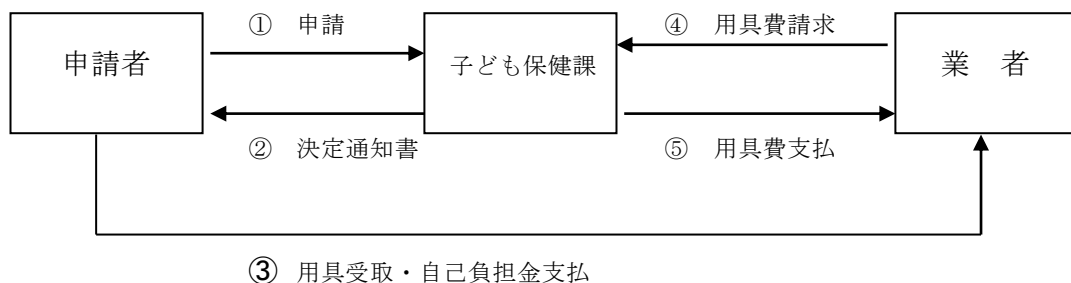 ① 申請
④ 用具費請求
申請者
子ども保健課
業 者
② 決定通知書
⑤ 用具費支払
③ 用具受取・自己負担金支払